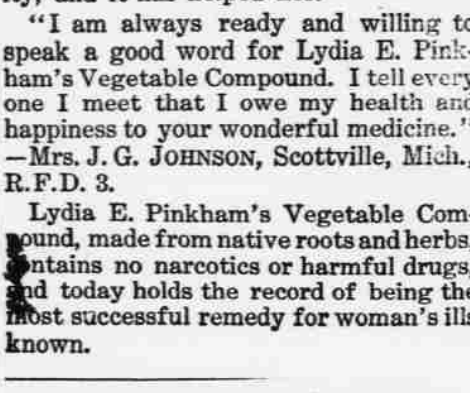 “I am always ready and willing to
speak a good word for Lydia E. Pink-
ham's Vegetable Compound. I tell every
one I meet that I owe my health and
happiness to your wonderful medicine.”
—Mrs. J. G. JOHNSON, Scottville, Mich.,
R.F.D. 3.
Lydia E. Pinkham's Vegetable Com-
pound, made from native roots and herbs,
contains no narcotics or harmful drugs,
and today holds the record of being the
most successful remedy for woman's ills
known.